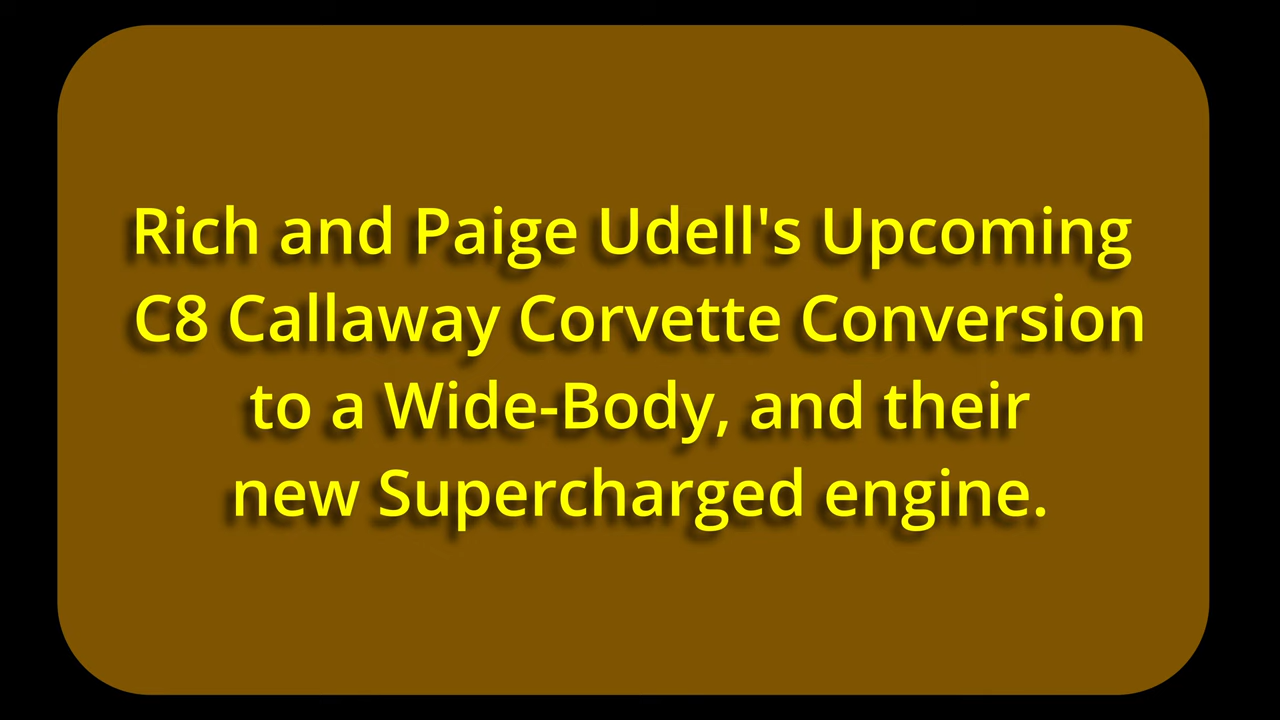 Rich and Paige Udell's Upcoming
C8 Callaway Corvette Conversion
to a Wide-Body, and their
new Supercharged engine.